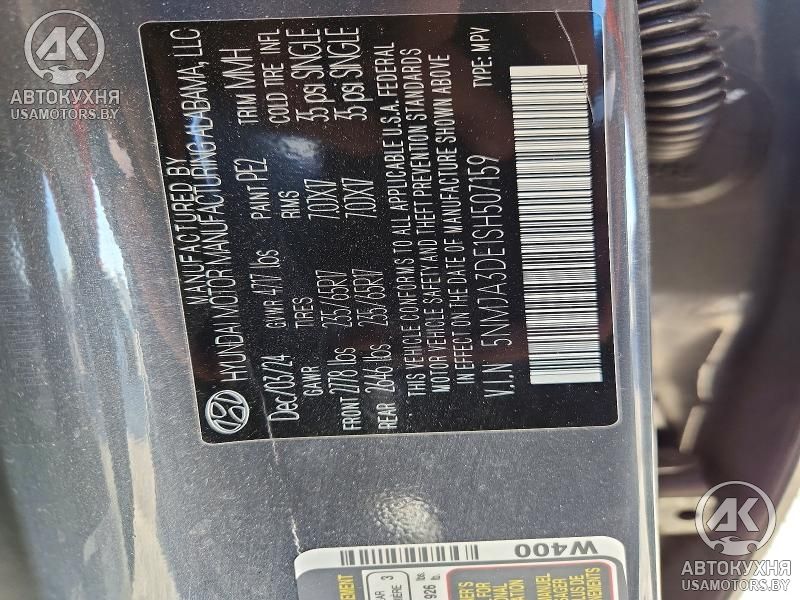 MANUFACTURED BY
HYUNDAI MOTOR MANUFACTURING ALABAMA, LLC
Dec/03/24 GVWR 4717 lbs PAINT PE2 TRIM MMH
GAWR TIRES RIMS COLD TIRE INFL
FRONT 2778 lbs 235/65R17 7.0JX17 35 psi SINGLE
REAR 2646 lbs 235/65R17 7.0JX17 35 psi SINGLE
THIS VEHICLE CONFORMS TO ALL APPLICABLE U.S.A. FEDERAL
MOTOR VEHICLE SAFETY AND THEFT PREVENTION STANDARDS
IN EFFECT ON THE DATE OF MANUFACTURE SHOWN ABOVE
V.I.N 5NMJA3DE1SH507159 TYPE: MPV
W400
926 lb.
AK
АВТОКУХНЯ
USAMOTORS.BY
AK
АВТОКУХНЯ
USAMOTORS.BY